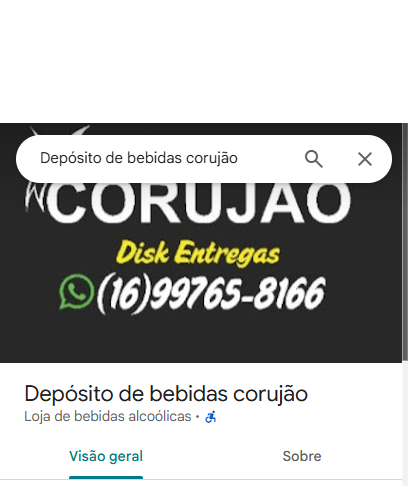 Depósito de bebidas corujão
CORUJÃO
Disk Entregas
(16)99765-8166
Depósito de bebidas corujão
Loja de bebidas alcoólicas ·
Visão geral
Sobre